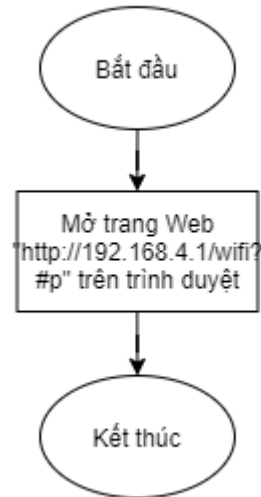 Bắt đầu
Mở trang Web
"http://192.168.4.1/wifi?
#p" trên trình duyệt
Kết thúc